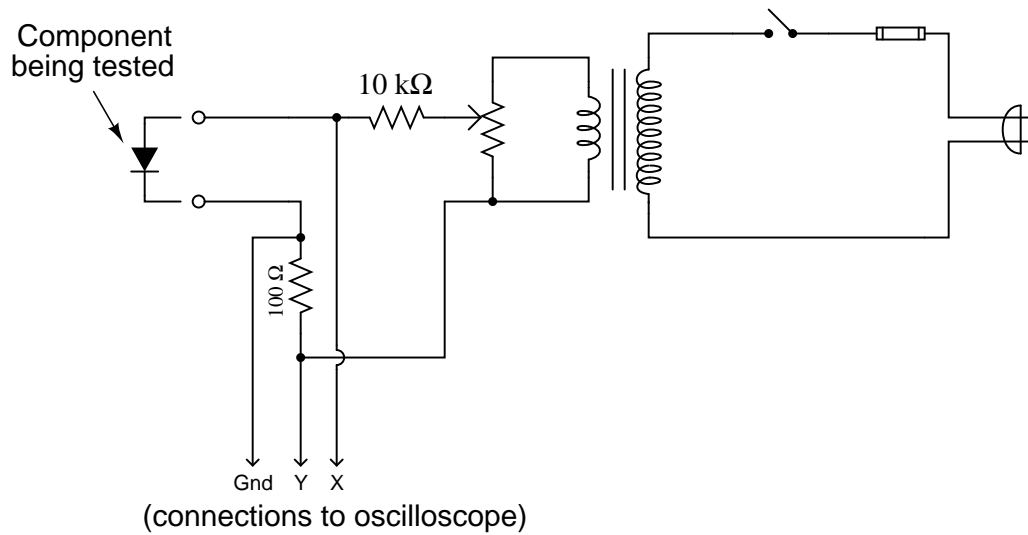 Component
being tested
10 kΩ
100 Ω
Gnd Y X
(connections to oscilloscope)